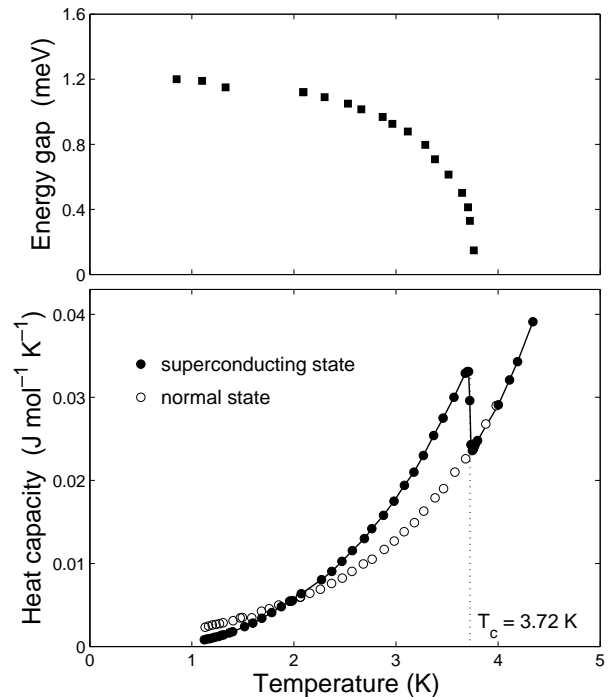 1.6
1.2
0.8
0.4
0
Energy gap (meV)
0.04
0.03
0.02
0.01
0
Heat capacity (J mol⁻¹ K⁻¹)
superconducting state
normal state
T_c = 3.72 K
0 1 2 3 4 5
Temperature (K)